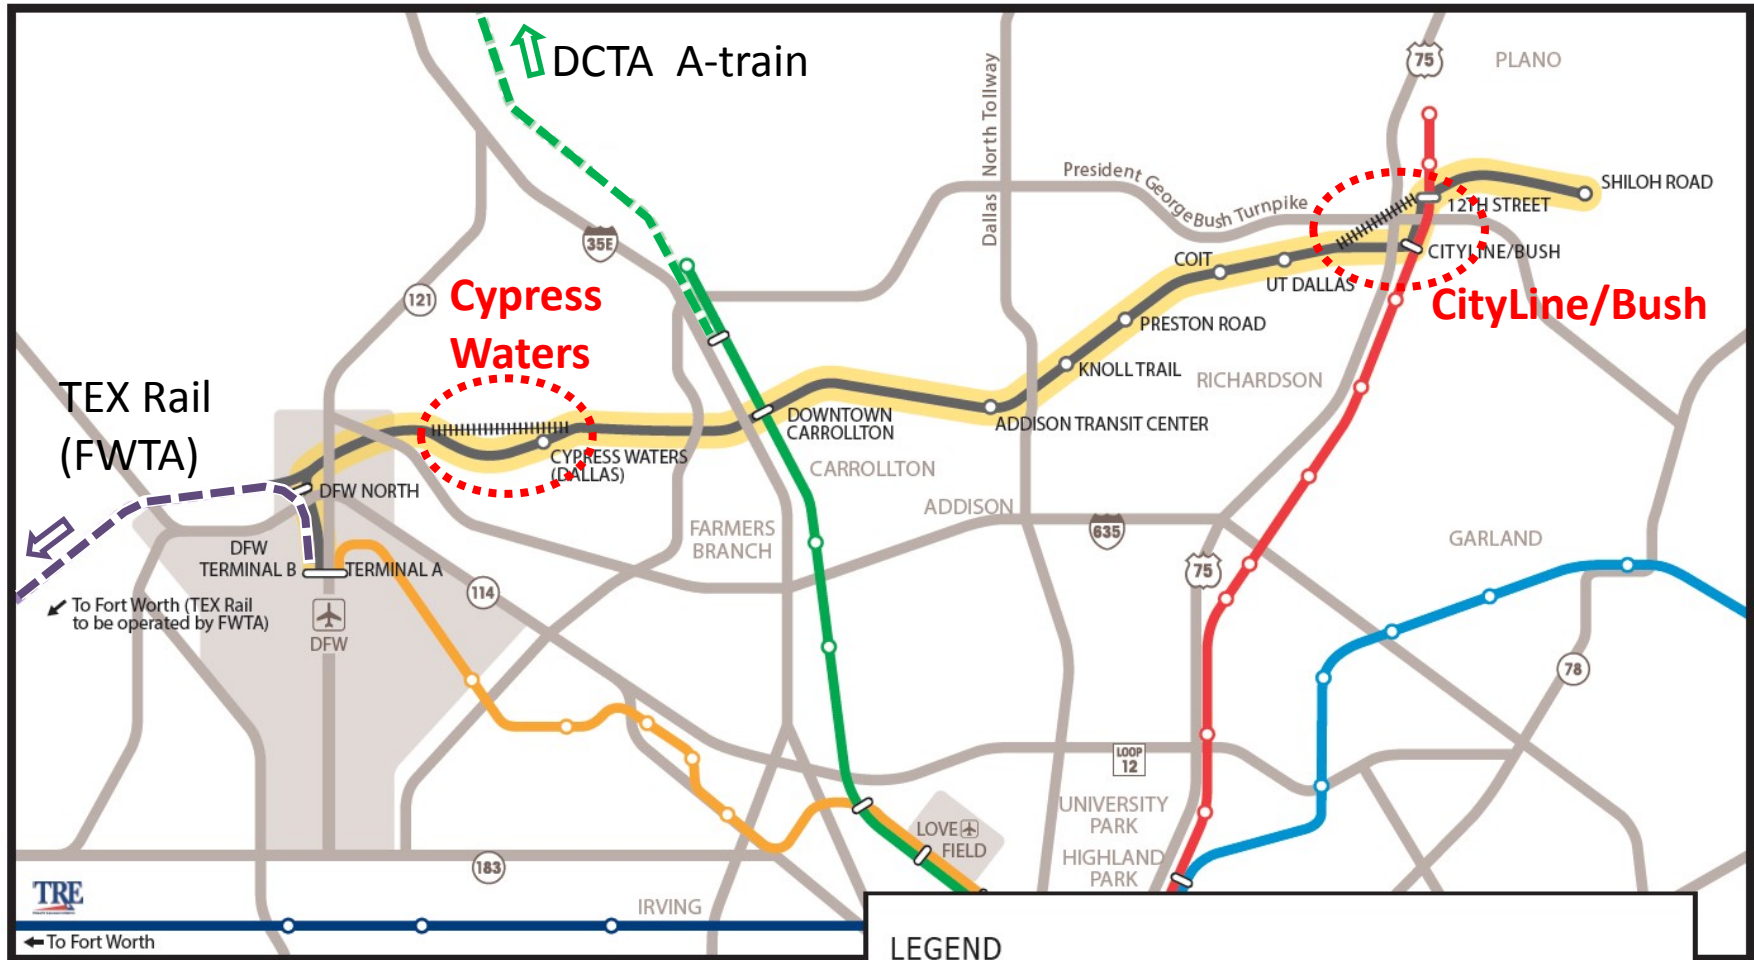 DCTA  A-train
75
PLANO
Dallas North Tollway
President George Bush Turnpike
SHILOH ROAD
12TH STREET
35E
COIT
CITYLINE/BUSH
UT DALLAS
121
Cypress
Waters
CityLine/Bush
PRESTON ROAD
KNOLL TRAIL
RICHARDSON
TEX Rail
(FWTA)
DOWNTOWN
CARROLLTON
ADDISON TRANSIT CENTER
CYPRESS WATERS
(DALLAS)
CARROLLTON
DFW NORTH
ADDISON
FARMERS
BRANCH
635
GARLAND
DFW
TERMINAL B
TERMINAL A
75
114
To Fort Worth (TEX Rail
to be operated by FWTA)
DFW
78
LOOP
12
UNIVERSITY
PARK
LOVE
FIELD
HIGHLAND
PARK
183
TRE
IRVING
To Fort Worth
LEGEND